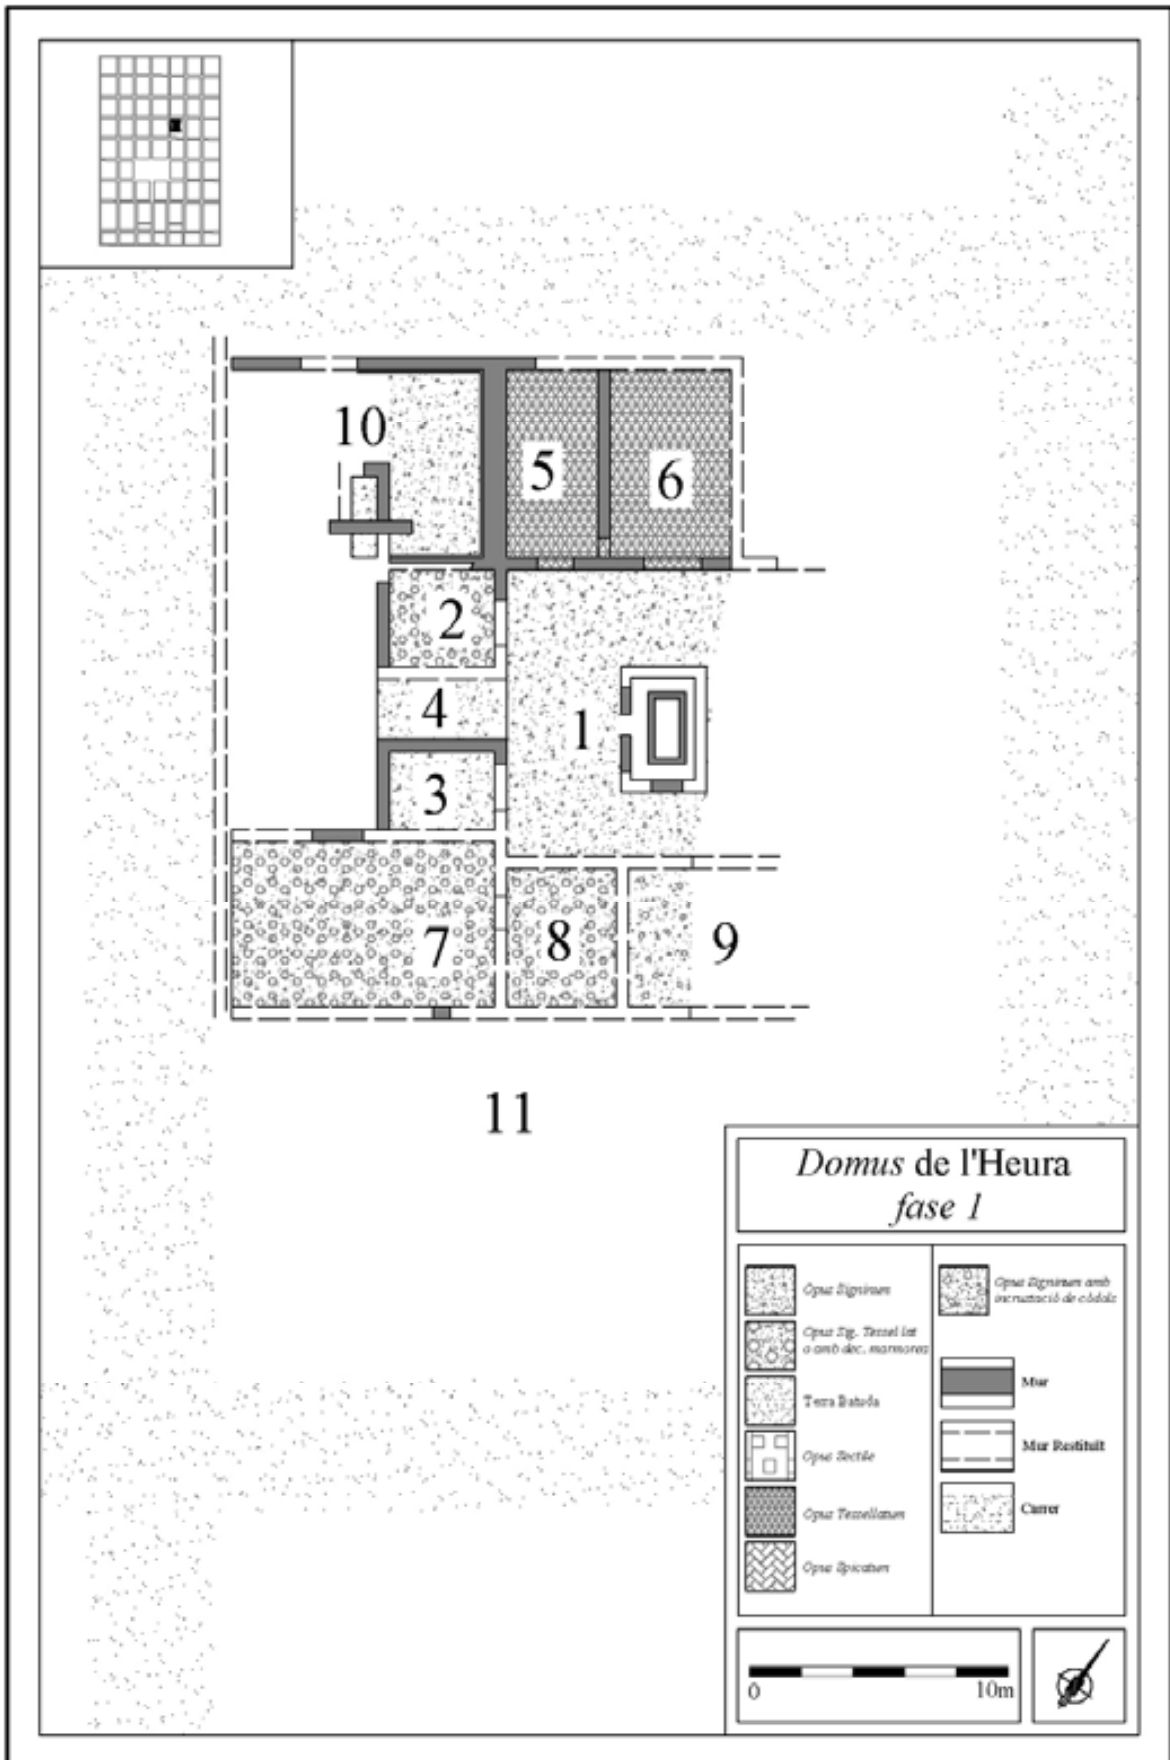 10
5
6
2
4
1
3
7
8
9
11
Domus de l'Heura
fase 1
Opus Signinum
Opus Sig. Tessel lat
o amb dec. marmorea
Terra Batuda
Opus Sectile
Opus Tessellatum
Opus Spicatum
Opus Signinum amb
incrustació de còdols
Mur
Mur Restituït
Carrer
0
10m